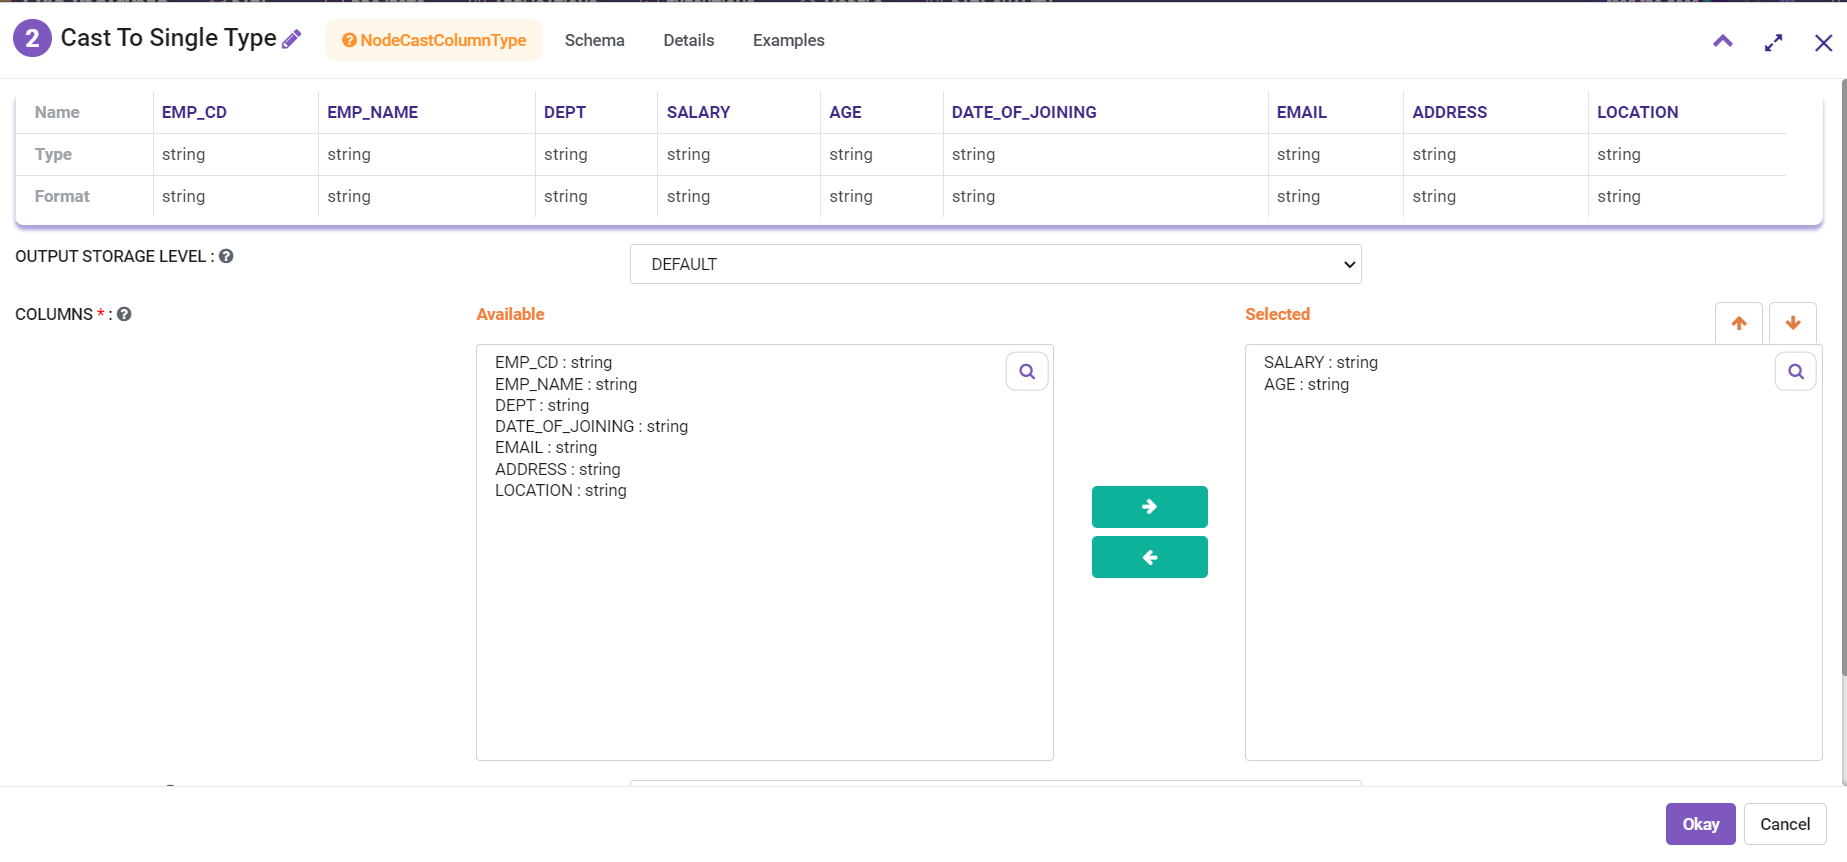 2 Cast To Single Type NodeCastColumnType Schema Details Examples
Name EMP_CD EMP_NAME DEPT SALARY AGE DATE_OF_JOINING EMAIL ADDRESS LOCATION
Type string string string string string string string string string
Format string string string string string string string string string
OUTPUT STORAGE LEVEL : DEFAULT
COLUMNS * : Available Selected
EMP_CD : string
EMP_NAME : string
DEPT : string
DATE_OF_JOINING : string
EMAIL : string
ADDRESS : string
LOCATION : string
SALARY : string
AGE : string
Okay Cancel